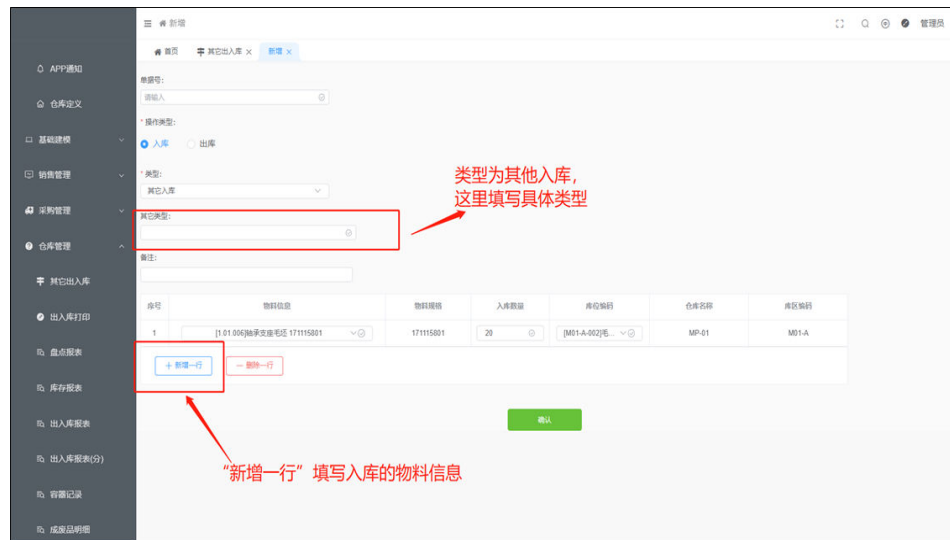 新增
管理员
首页
其它出入库 ×
新增 ×
APP通知
仓库定义
基础建模
销售管理
采购管理
仓库管理
其它出入库
出入库打印
盘点报表
库存报表
出入库报表
出入库报表(分)
容器记录
成废品明细
单据号:
请输入
* 操作类型:
入库 出库
* 类型:
其它入库
其它类型:
类型为其他入库,
这里填写具体类型
备注:
序号 物料信息 物料规格 入库数量 库位编码 仓库名称 库区编码
1 [1.01.006]轴承支座毛坯 171115801 171115801 20 [M01-A-002]毛... MP-01 M01-A
+ 新增一行 — 删除一行
确认
“新增一行”填写入库的物料信息